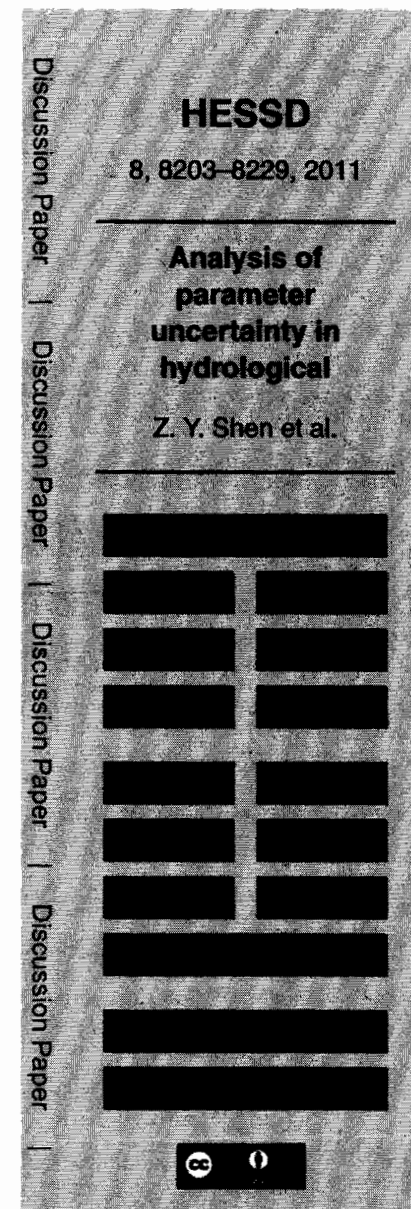 HESSD
8, 8203–8229, 2011
Analysis of
parameter
uncertainty in
hydrological
Z. Y. Shen et al.
Discussion Paper | Discussion Paper | Discussion Paper | Discussion Paper |